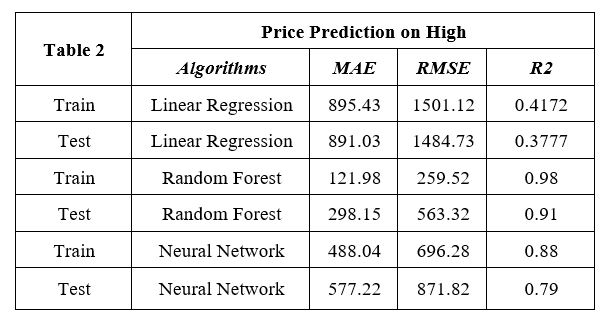 Table 2
Price Prediction on High
Algorithms MAE RMSE R2
Train Linear Regression 895.43 1501.12 0.4172
Test Linear Regression 891.03 1484.73 0.3777
Train Random Forest 121.98 259.52 0.98
Test Random Forest 298.15 563.32 0.91
Train Neural Network 488.04 696.28 0.88
Test Neural Network 577.22 871.82 0.79